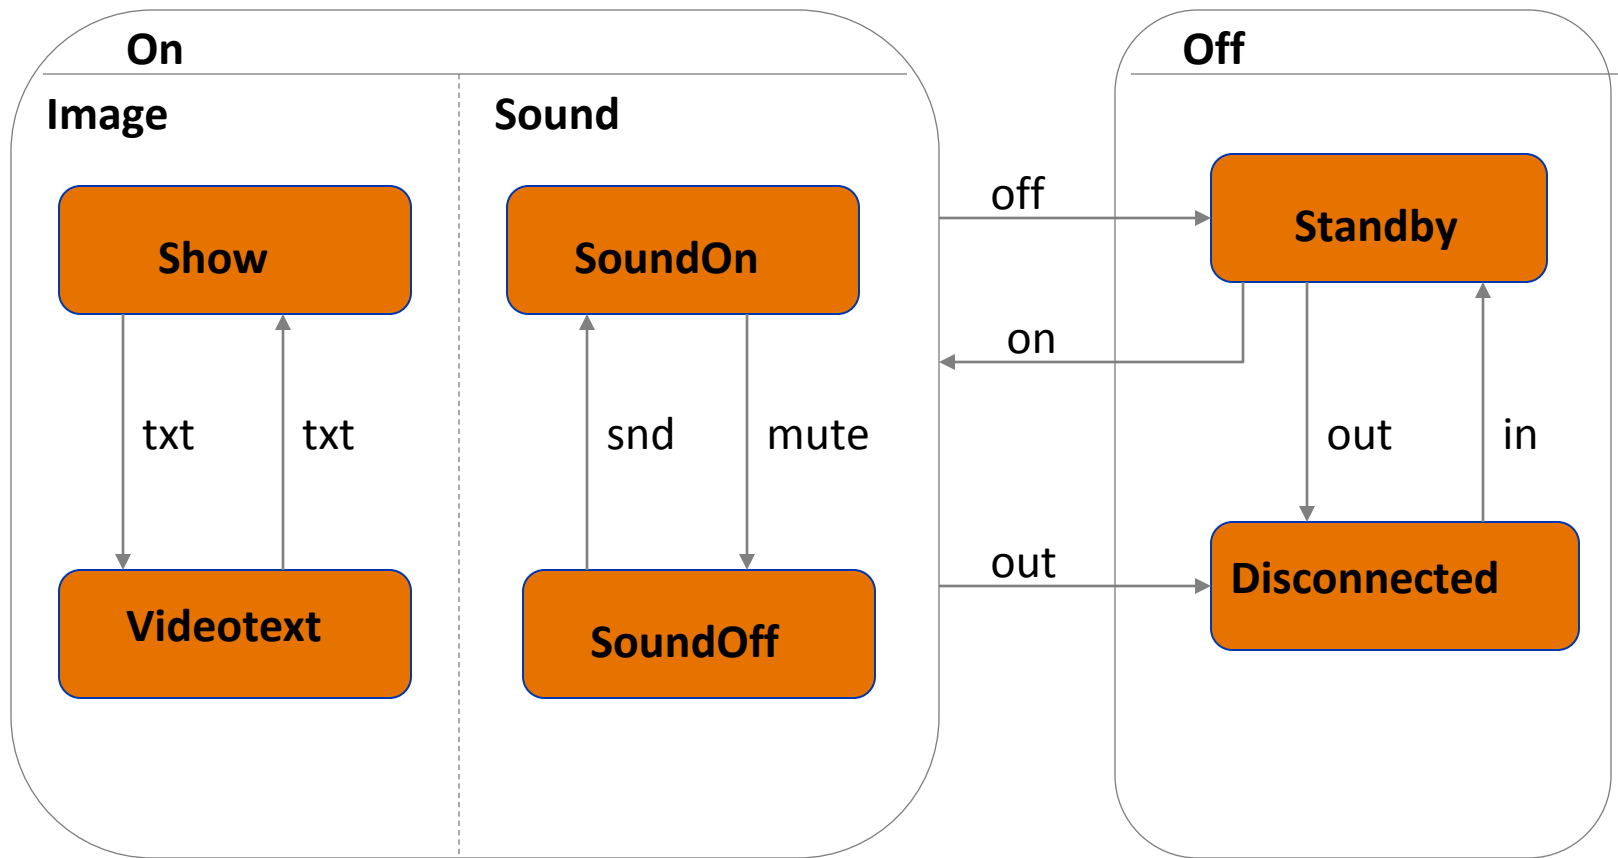 On
Off
Image
Sound
Show
SoundOn
off
Standby
on
txt
txt
snd
mute
out
in
Videotext
SoundOff
out
Disconnected